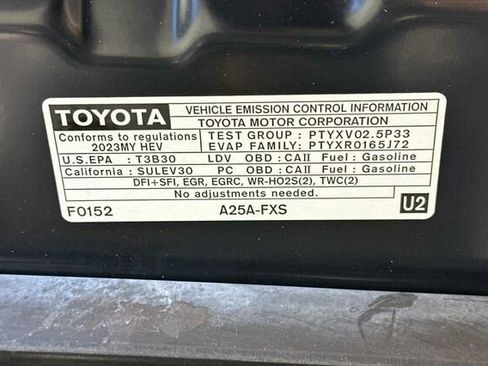 TOYOTA
VEHICLE EMISSION CONTROL INFORMATION
TOYOTA MOTOR CORPORATION
Conforms to regulations
2023MY HEV
TEST GROUP : PTYXV02.5P33
EVAP FAMILY: PTYXR0165J72
U.S.EPA : T3B30 LDV OBD : CAII Fuel : Gasoline
California : SULEV30 PC OBD : CAII Fuel : Gasoline
DFI+SFI, EGR, EGRC, WR-HO2S(2), TWC(2)
No adjustments needed.
F0152 A25A-FXS U2